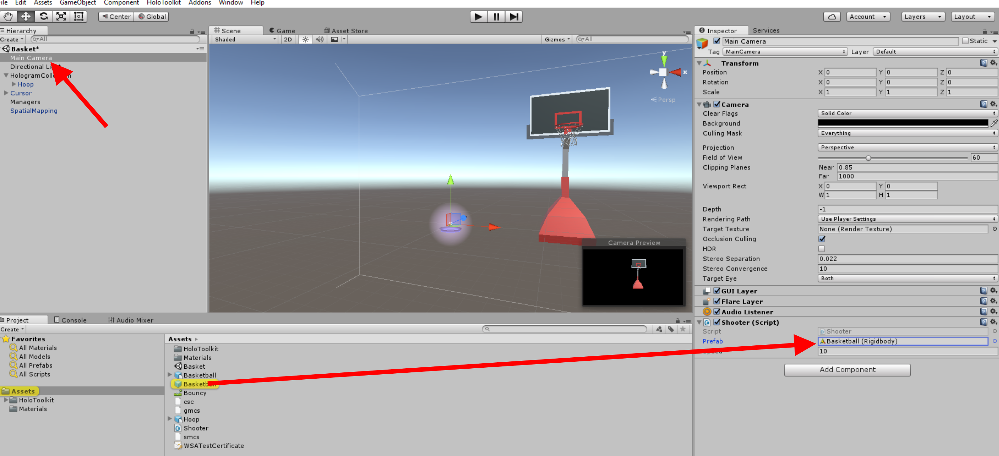 File Edit Assets GameObject Component HoloToolkit Addons Window Help
Center Global Account Layers Layout
Hierarchy
Create All
Basket*
Main Camera
Directional Li
HologramColl
Hoop
Cursor
Managers
SpatialMapping
Scene Game Asset Store
Shaded 2D Gizmos All
y
x
Persp
Camera Preview
Inspector Services
Main Camera Static
Tag MainCamera Layer Default
Transform
Position X 0 Y 0 Z 0
Rotation X 0 Y 0 Z 0
Scale X 1 Y 1 Z 1
Camera
Clear Flags Solid Color
Background
Culling Mask Everything
Projection Perspective
Field of View 60
Clipping Planes Near 0.85
Far 1000
Viewport Rect X 0 Y 0
W 1 H 1
Depth -1
Rendering Path Use Player Settings
Target Texture None (Render Texture)
Occlusion Culling
HDR
Stereo Separation 0.022
Stereo Convergence 10
Target Eye Both
GUI Layer
Flare Layer
Audio Listener
Shooter (Script)
Script Shooter
Prefab Basketball (Rigidbody)
Speed 10
Add Component
Project Console Audio Mixer
Create
Favorites
All Materials
All Models
All Prefabs
All Scripts
Assets
HoloToolkit
Materials
Assets
HoloToolkit
Materials
Basket
Basketball
Basketball
Bouncy
csc
gmcs
Hoop
Shooter
smcs
WSATestCertificate